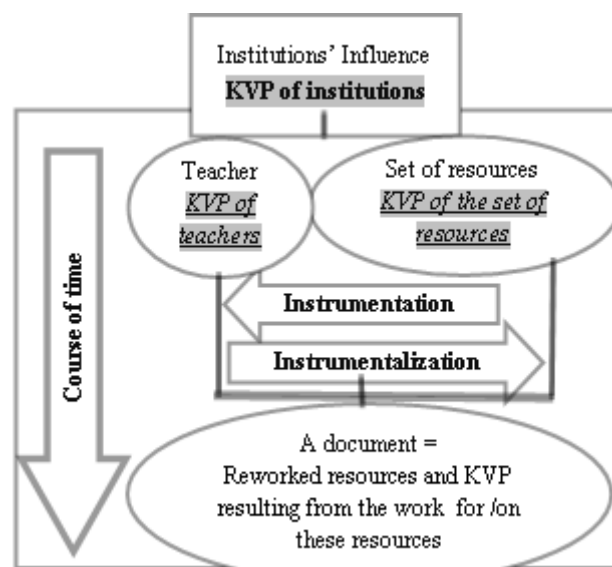 Institutions' Influence
KVP of institutions
Teacher
KVP of
teachers
Set of resources
KVP of the set of
resources
Course of time
Instrumentation
Instrumentalization
A document =
Reworked resources and KVP
resulting from the work for /on
these resources